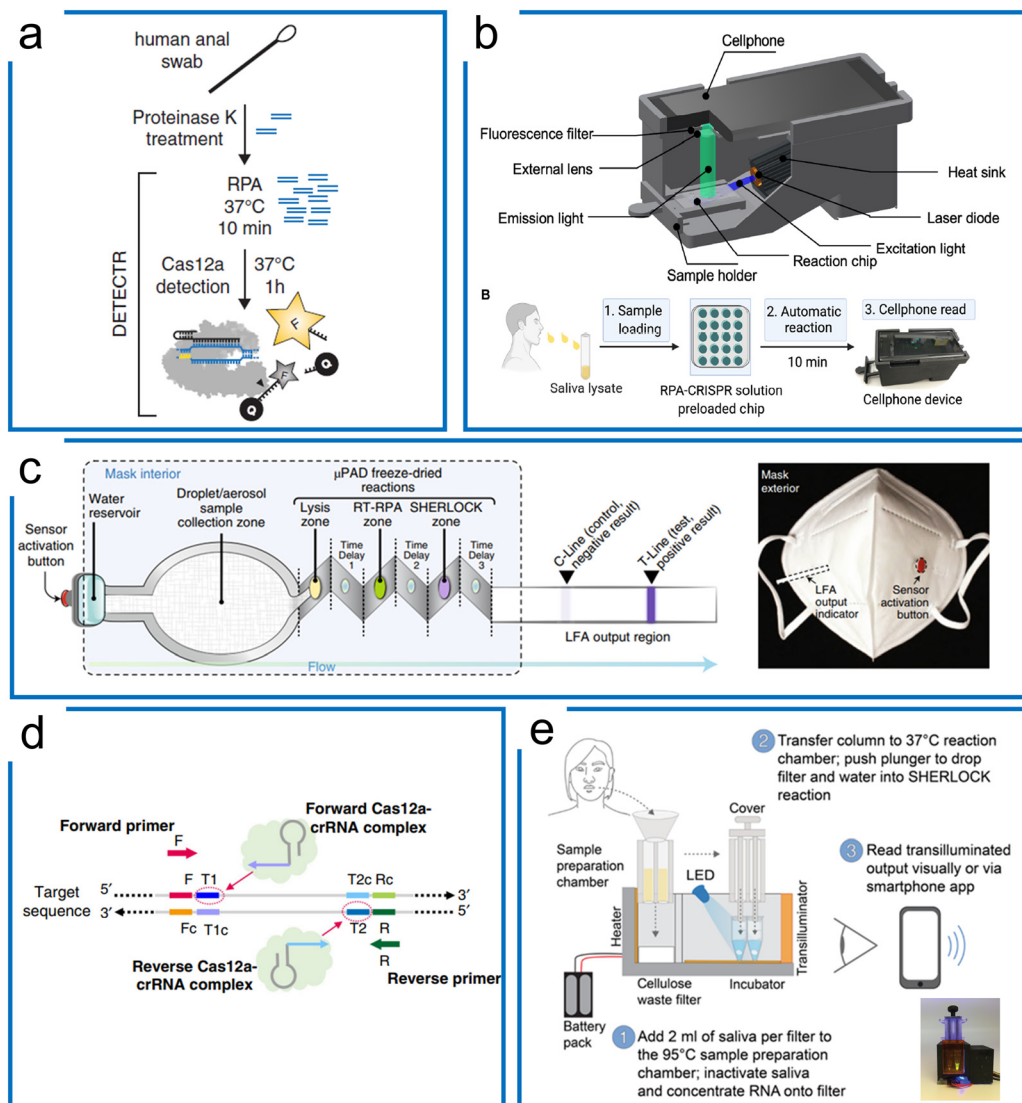 a
human anal
swab
Proteinase K
treatment
RPA
37°C
10 min
DETECTR
Cas12a
detection
37°C
1h
F
F
Q
Q
b
Cellphone
Fluorescence filter
External lens
Emission light
Sample holder
Reaction chip
Excitation light
Laser diode
Heat sink
B
1. Sample
loading
2. Automatic
reaction
3. Cellphone read
10 min
Saliva lysate
RPA-CRISPR solution
preloaded chip
Cellphone device
c
Mask interior
Water
reservoir
Sensor
activation
button
Droplet/aerosol
sample
collection zone
µPAD freeze-dried
reactions
Lysis
zone
RT-RPA
zone
SHERLOCK
zone
Time
Delay
1
Time
Delay
2
Time
Delay
3
C-Line (control,
negative result)
T-Line (test,
positive result)
LFA output region
Flow
Mask
exterior
LFA
output
indicator
Sensor
activation
button
d
Forward primer
F
Forward Cas12a-
crRNA complex
Target
sequence
5′ F T1 T2c Rc 3′
3′ Fc T1c T2 R 5′
R
Reverse Cas12a-
crRNA complex
Reverse primer
e
2 Transfer column to 37°C reaction
chamber; push plunger to drop
filter and water into SHERLOCK
reaction
Sample
preparation
chamber
Cover
LED
3 Read transilluminated
output visually or via
smartphone app
Heater
Transilluminator
Cellulose
waste filter
Incubator
Battery
pack
1 Add 2 ml of saliva per filter to
the 95°C sample preparation
chamber; inactivate saliva
and concentrate RNA onto filter